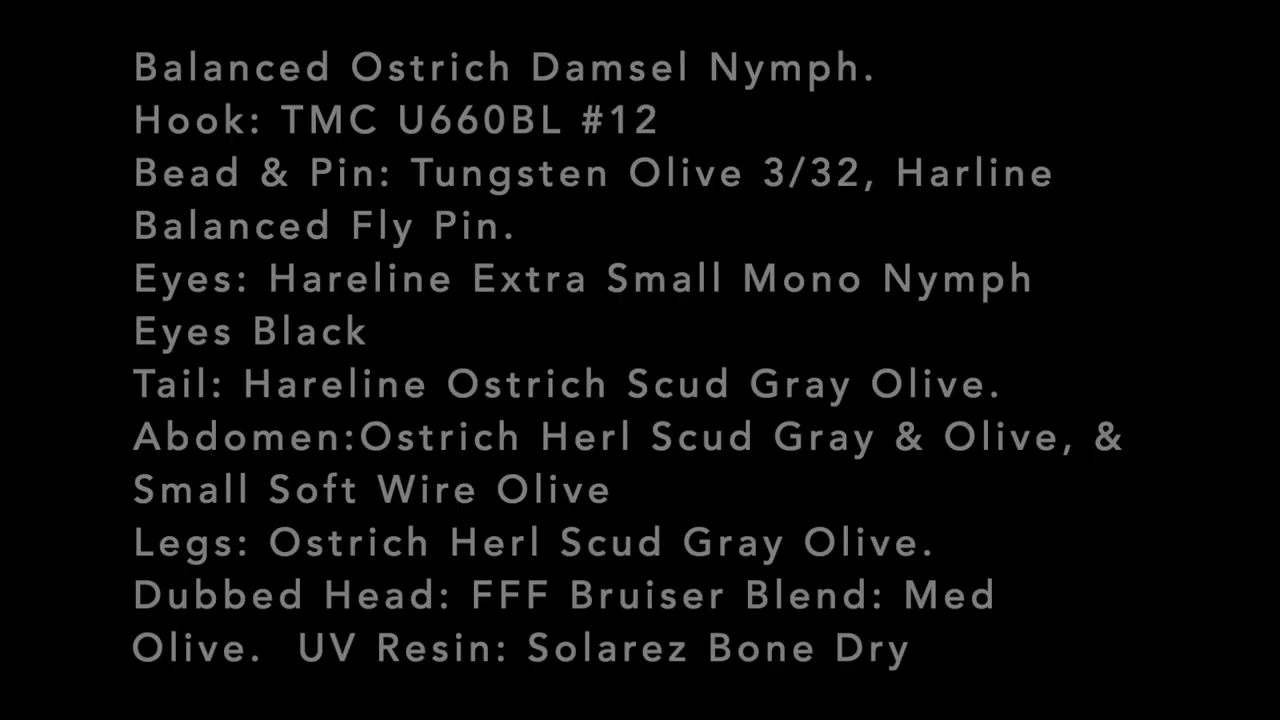 Balanced Ostrich Damsel Nymph.
Hook: TMC U660BL #12
Bead & Pin: Tungsten Olive 3/32, Harline
Balanced Fly Pin.
Eyes: Hareline Extra Small Mono Nymph
Eyes Black
Tail: Hareline Ostrich Scud Gray Olive.
Abdomen:Ostrich Herl Scud Gray & Olive, &
Small Soft Wire Olive
Legs: Ostrich Herl Scud Gray Olive.
Dubbed Head: FFF Bruiser Blend: Med
Olive.  UV Resin: Solarez Bone Dry